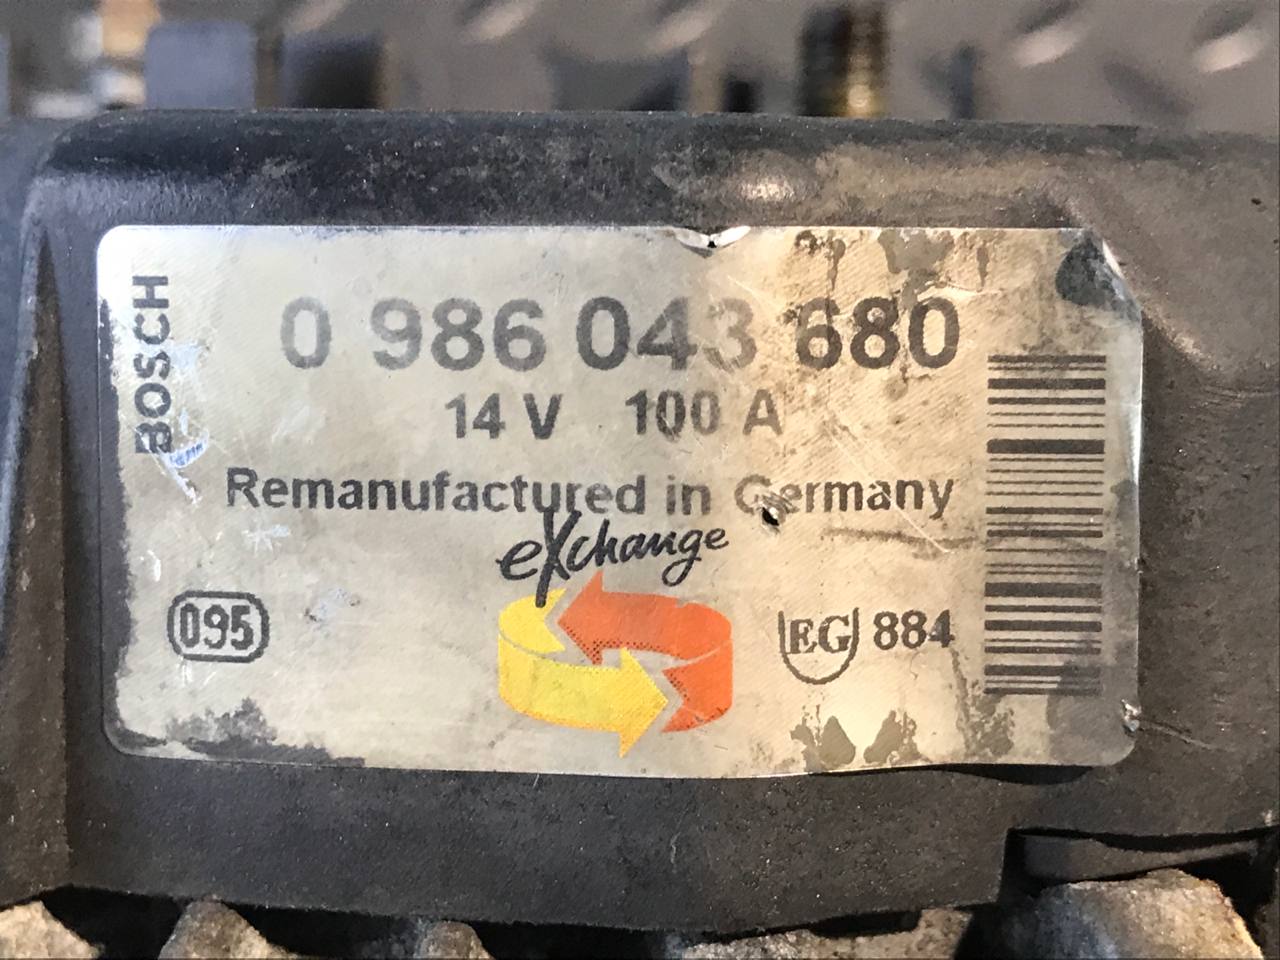 BOSCH
0 986 043 680
14 V 100 A
Remanufactured in Germany
eXchange
095
EG 884